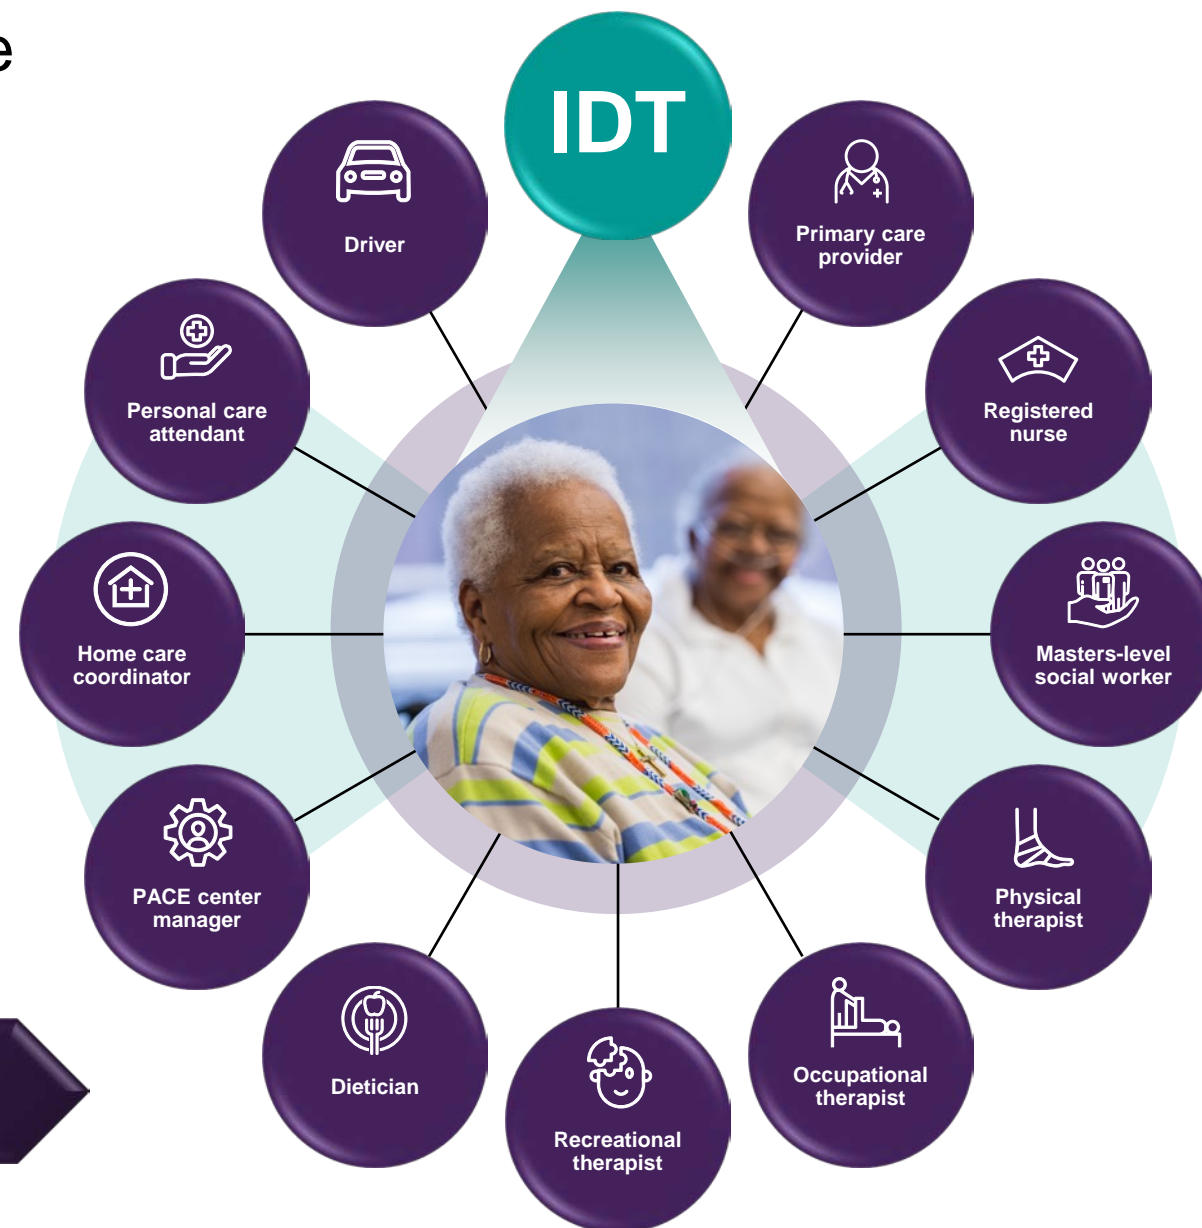 e
IDT
Driver
Primary care
provider
Personal care
attendant
Registered
nurse
Home care
coordinator
Masters-level
social worker
PACE center
manager
Physical
therapist
Dietician
Occupational
therapist
Recreational
therapist